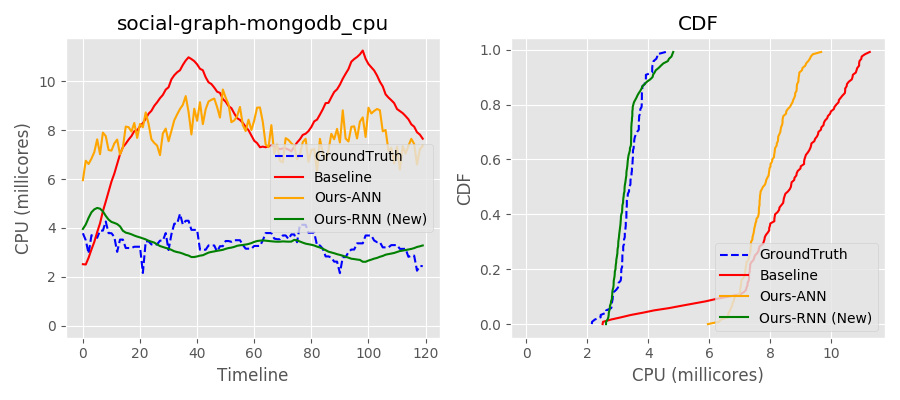 social-graph-mongodb_cpu
CPU (millicores)
10
8
6
4
2
0
GroundTruth
Baseline
Ours-ANN
Ours-RNN (New)
0 20 40 60 80 100 120
Timeline
CDF
CDF
1.0
0.8
0.6
0.4
0.2
0.0
GroundTruth
Baseline
Ours-ANN
Ours-RNN (New)
0 2 4 6 8 10
CPU (millicores)